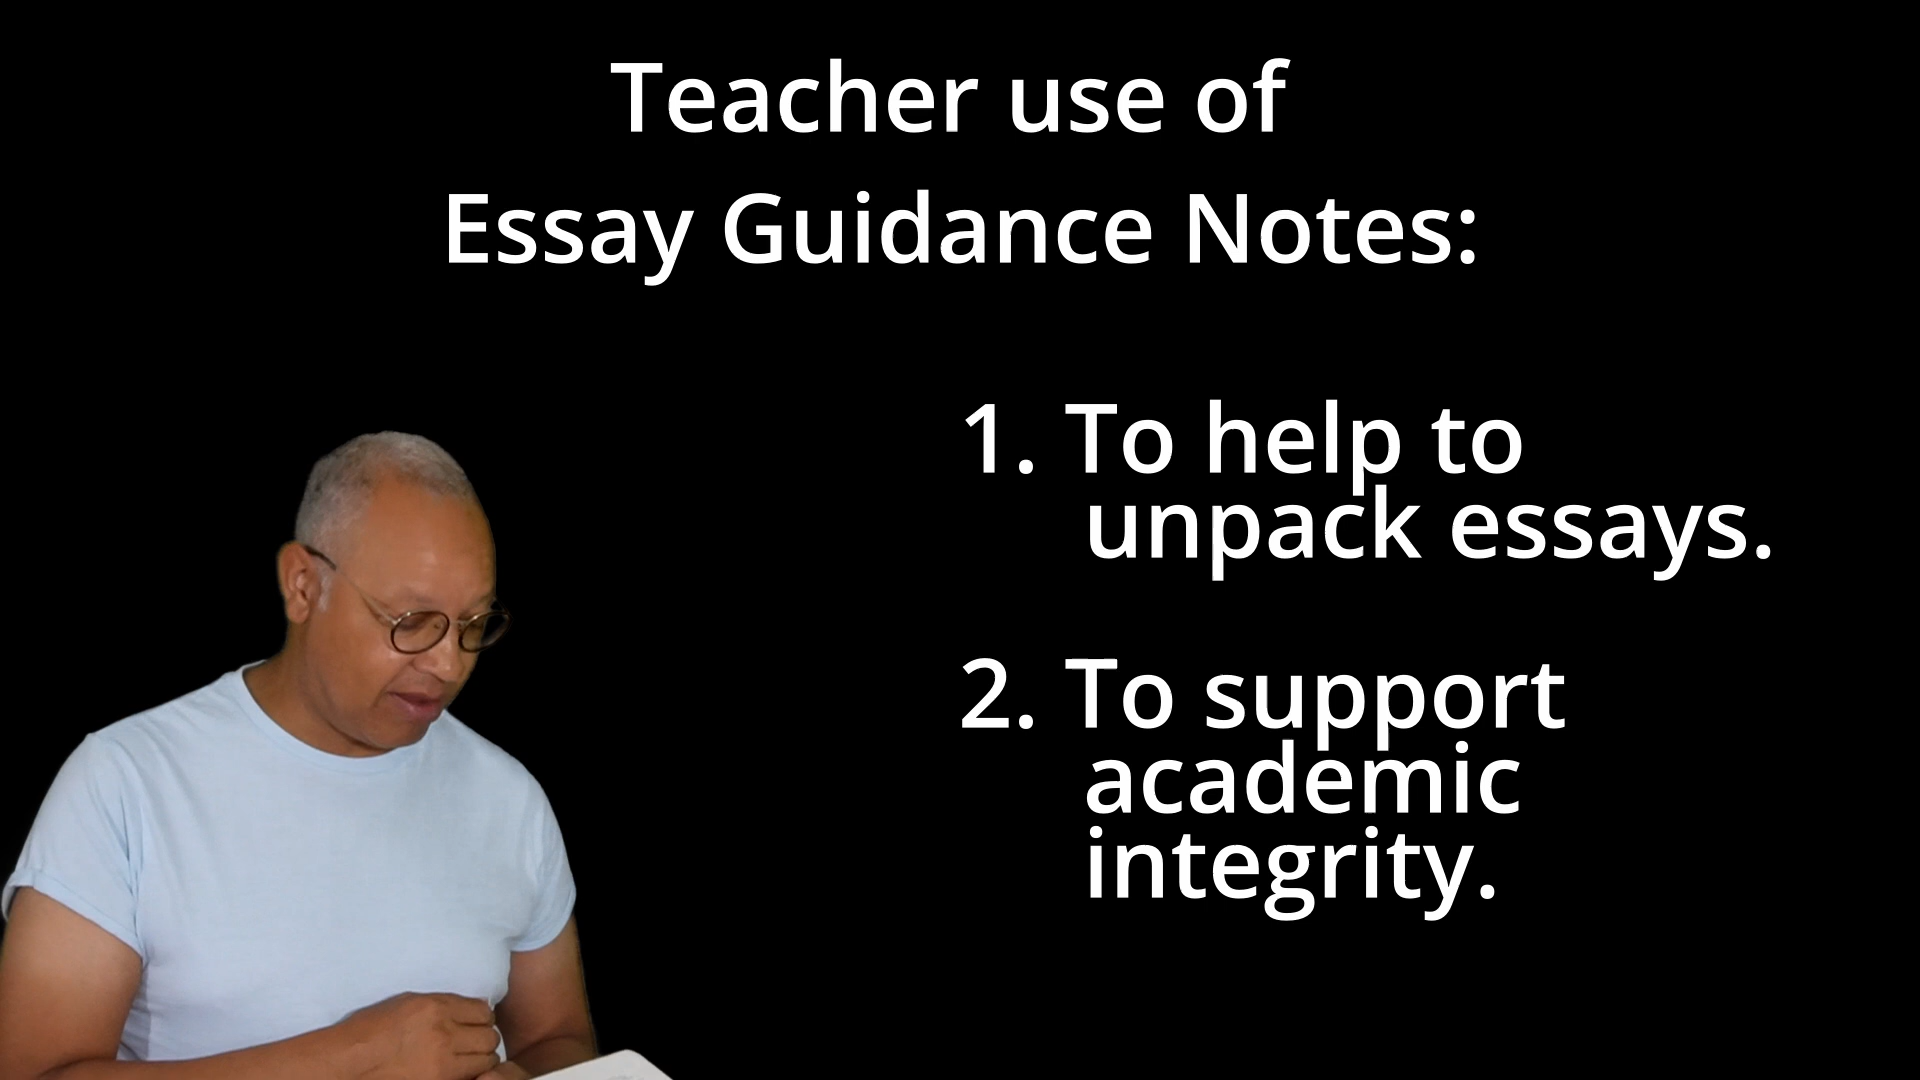 Teacher use of
Essay Guidance Notes:
1. To help to
unpack essays.
2. To support
academic
integrity.